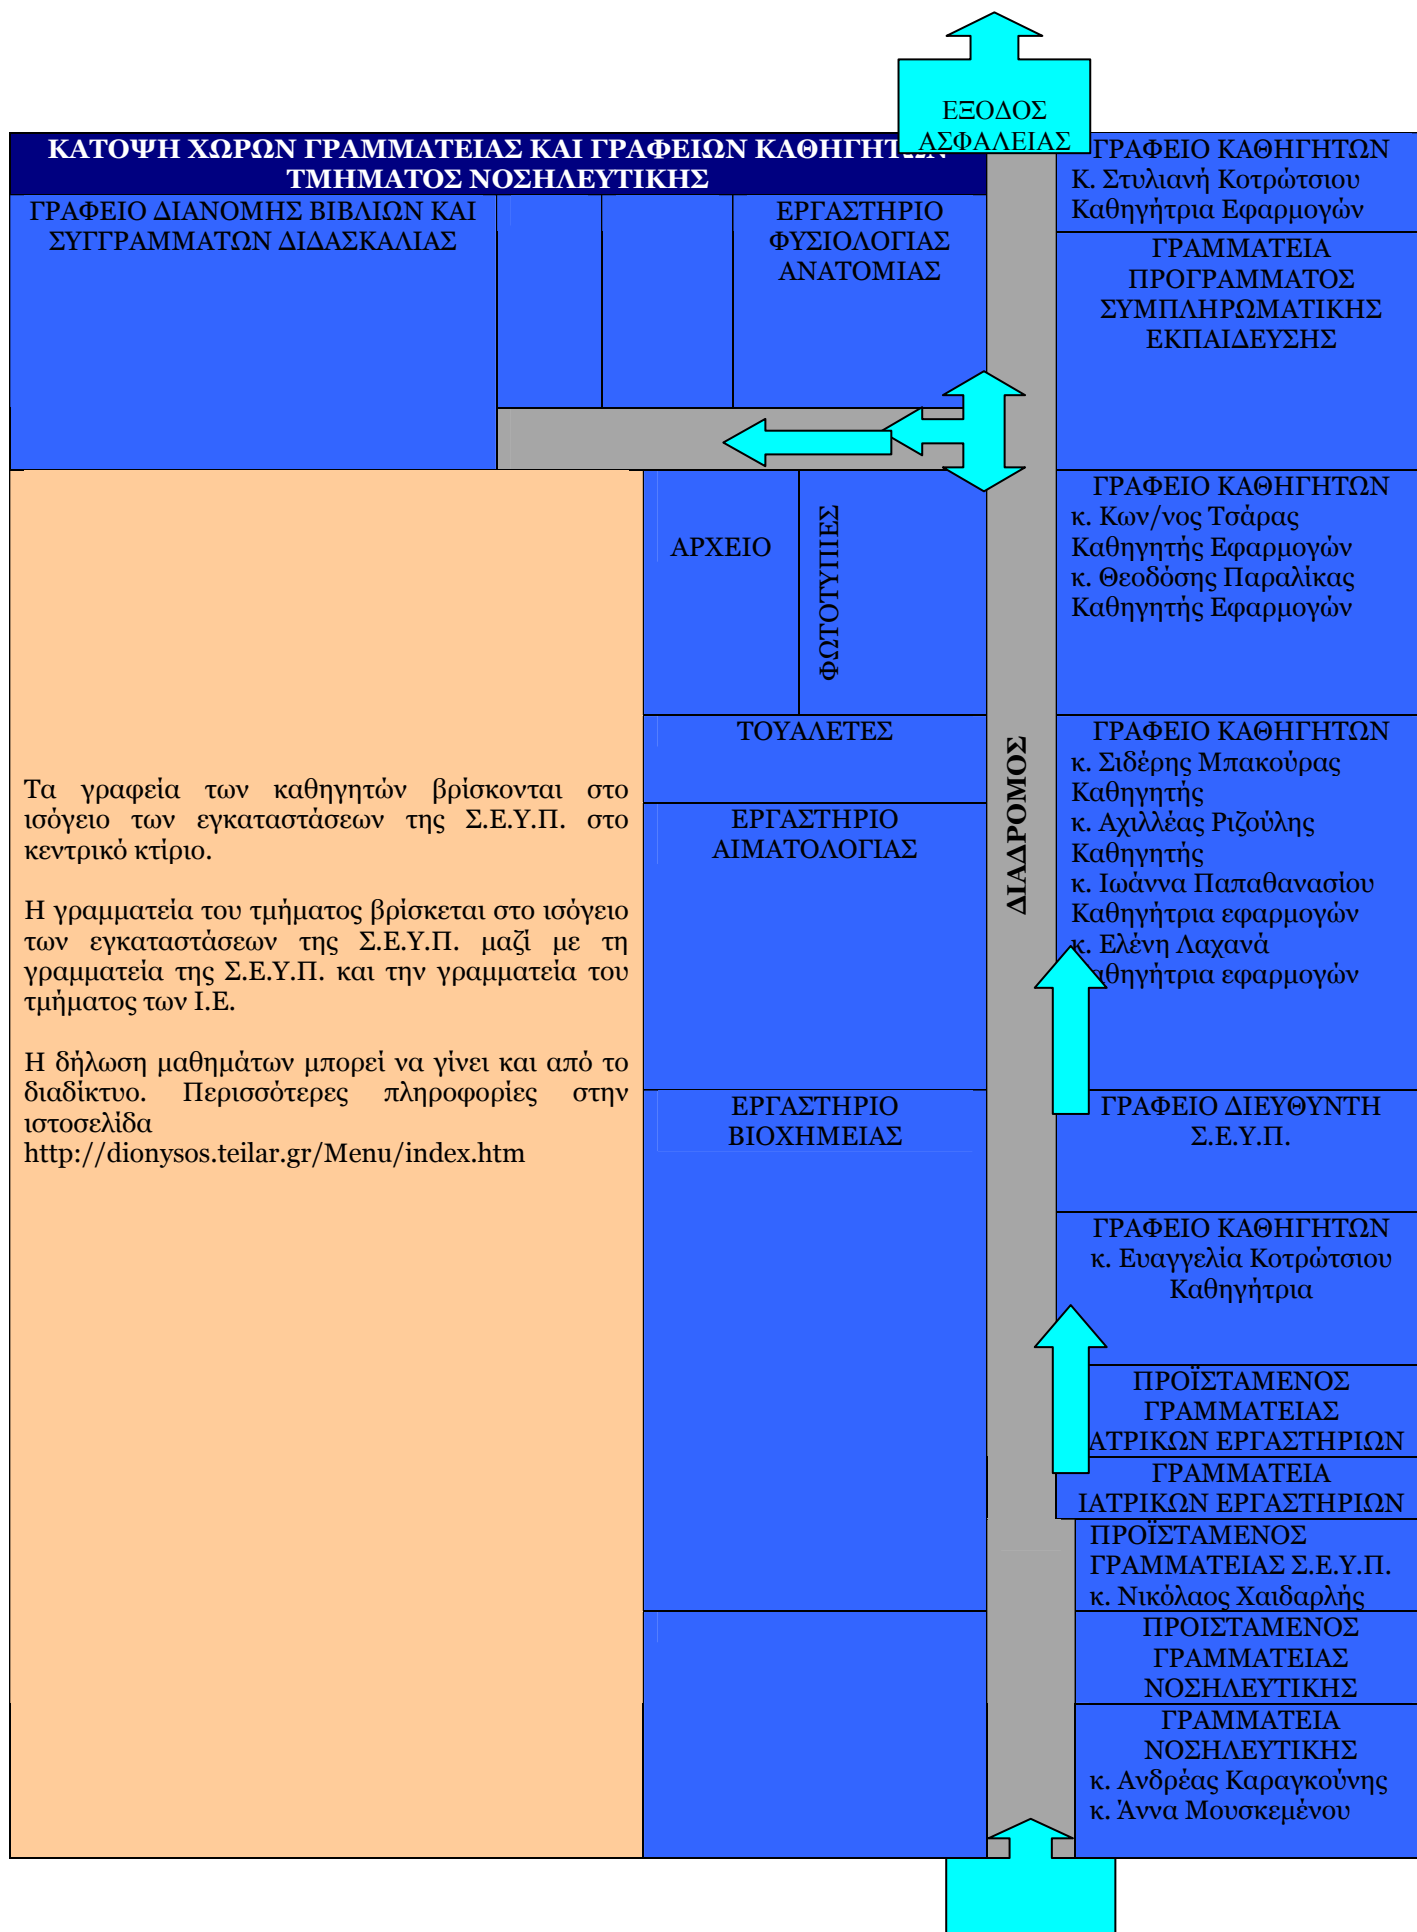 ΕΞΟΔΟΣ
ΑΣΦΑΛΕΙΑΣ
ΚΑΤΟΨΗ ΧΩΡΩΝ ΓΡΑΜΜΑΤΕΙΑΣ ΚΑΙ ΓΡΑΦΕΙΩΝ ΚΑΘΗΓΗΤΩΝ
ΤΜΗΜΑΤΟΣ ΝΟΣΗΛΕΥΤΙΚΗΣ
ΓΡΑΦΕΙΟ ΔΙΑΝΟΜΗΣ ΒΙΒΛΙΩΝ ΚΑΙ
ΣΥΓΓΡΑΜΜΑΤΩΝ ΔΙΔΑΣΚΑΛΙΑΣ
ΕΡΓΑΣΤΗΡΙΟ
ΦΥΣΙΟΛΟΓΙΑΣ
ΑΝΑΤΟΜΙΑΣ
ΓΡΑΦΕΙΟ ΚΑΘΗΓΗΤΩΝ
Κ. Στυλιανή Κοτρώτσιου
Καθηγήτρια Εφαρμογών
ΓΡΑΜΜΑΤΕΙΑ
ΠΡΟΓΡΑΜΜΑΤΟΣ
ΣΥΜΠΛΗΡΩΜΑΤΙΚΗΣ
ΕΚΠΑΙΔΕΥΣΗΣ
ΑΡΧΕΙΟ
ΦΩΤΟΤΥΠΙΕΣ
ΓΡΑΦΕΙΟ ΚΑΘΗΓΗΤΩΝ
κ. Κων/νος Τσάρας
Καθηγητής Εφαρμογών
κ. Θεοδόσης Παραλίκας
Καθηγητής Εφαρμογών
Τα γραφεία των καθηγητών βρίσκονται στο
ισόγειο των εγκαταστάσεων της Σ.Ε.Υ.Π. στο
κεντρικό κτίριο.
Η γραμματεία του τμήματος βρίσκεται στο ισόγειο
των εγκαταστάσεων της Σ.Ε.Υ.Π. μαζί με τη
γραμματεία της Σ.Ε.Υ.Π. και την γραμματεία του
τμήματος των Ι.Ε.
Η δήλωση μαθημάτων μπορεί να γίνει και από το
διαδίκτυο. Περισσότερες πληροφορίες στην
ιστοσελίδα
http://dionysos.teilar.gr/Menu/index.htm
ΤΟΥΑΛΕΤΕΣ
ΕΡΓΑΣΤΗΡΙΟ
ΑΙΜΑΤΟΛΟΓΙΑΣ
ΕΡΓΑΣΤΗΡΙΟ
ΒΙΟΧΗΜΕΙΑΣ
ΔΙΑΔΡΟΜΟΣ
ΓΡΑΦΕΙΟ ΚΑΘΗΓΗΤΩΝ
κ. Σιδέρης Μπακούρας
Καθηγητής
κ. Αχιλλέας Ριζούλης
Καθηγητής
κ. Ιωάννα Παπαθανασίου
Καθηγήτρια εφαρμογών
κ. Ελένη Λαχανά
Καθηγήτρια εφαρμογών
ΓΡΑΦΕΙΟ ΔΙΕΥΘΥΝΤΗ
Σ.Ε.Υ.Π.
ΓΡΑΦΕΙΟ ΚΑΘΗΓΗΤΩΝ
κ. Ευαγγελία Κοτρώτσιου
Καθηγήτρια
ΠΡΟΪΣΤΑΜΕΝΟΣ
ΓΡΑΜΜΑΤΕΙΑΣ
ΙΑΤΡΙΚΩΝ ΕΡΓΑΣΤΗΡΙΩΝ
ΓΡΑΜΜΑΤΕΙΑ
ΙΑΤΡΙΚΩΝ ΕΡΓΑΣΤΗΡΙΩΝ
ΠΡΟΪΣΤΑΜΕΝΟΣ
ΓΡΑΜΜΑΤΕΙΑΣ Σ.Ε.Υ.Π.
κ. Νικόλαος Χαιδαρλής
ΠΡΟΙΣΤΑΜΕΝΟΣ
ΓΡΑΜΜΑΤΕΙΑΣ
ΝΟΣΗΛΕΥΤΙΚΗΣ
ΓΡΑΜΜΑΤΕΙΑ
ΝΟΣΗΛΕΥΤΙΚΗΣ
κ. Ανδρέας Καραγκούνης
κ. Άννα Μουσκεμένου